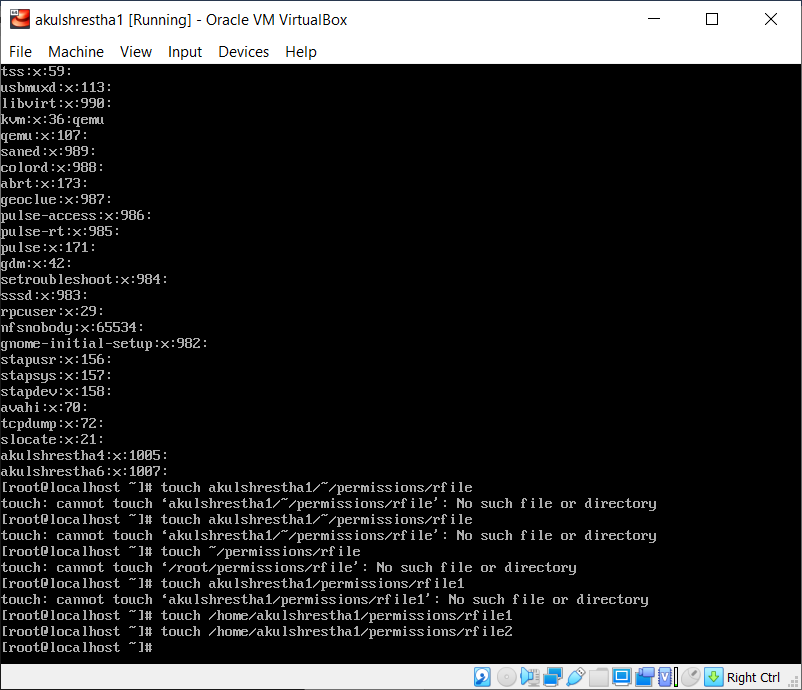 akulshrestha1 [Running] - Oracle VM VirtualBox
File Machine View Input Devices Help
tss:x:59:
usbmuxd:x:113:
libvirt:x:990:
kvm:x:36:qemu
qemu:x:107:
saned:x:989:
colord:x:988:
abrt:x:173:
geoclue:x:987:
pulse-access:x:986:
pulse-rt:x:985:
pulse:x:171:
gdm:x:42:
setroubleshoot:x:984:
sssd:x:983:
rpcuser:x:29:
nfsnobody:x:65534:
gnome-initial-setup:x:982:
stapusr:x:156:
stapsys:x:157:
stapdev:x:158:
avahi:x:70:
tcpdump:x:72:
slocate:x:21:
akulshrestha4:x:1005:
akulshrestha6:x:1007:
[root@localhost ~]# touch akulshrestha1/~/permissions/rfile
touch: cannot touch ‘akulshrestha1/~/permissions/rfile’: No such file or directory
[root@localhost ~]# touch akulshrestha1/~/permissions/rfile
touch: cannot touch ‘akulshrestha1/~/permissions/rfile’: No such file or directory
[root@localhost ~]# touch ~/permissions/rfile
touch: cannot touch ‘/root/permissions/rfile’: No such file or directory
[root@localhost ~]# touch akulshrestha1/permissions/rfile1
touch: cannot touch ‘akulshrestha1/permissions/rfile1’: No such file or directory
[root@localhost ~]# touch /home/akulshrestha1/permissions/rfile1
[root@localhost ~]# touch /home/akulshrestha1/permissions/rfile2
[root@localhost ~]#
Right Ctrl